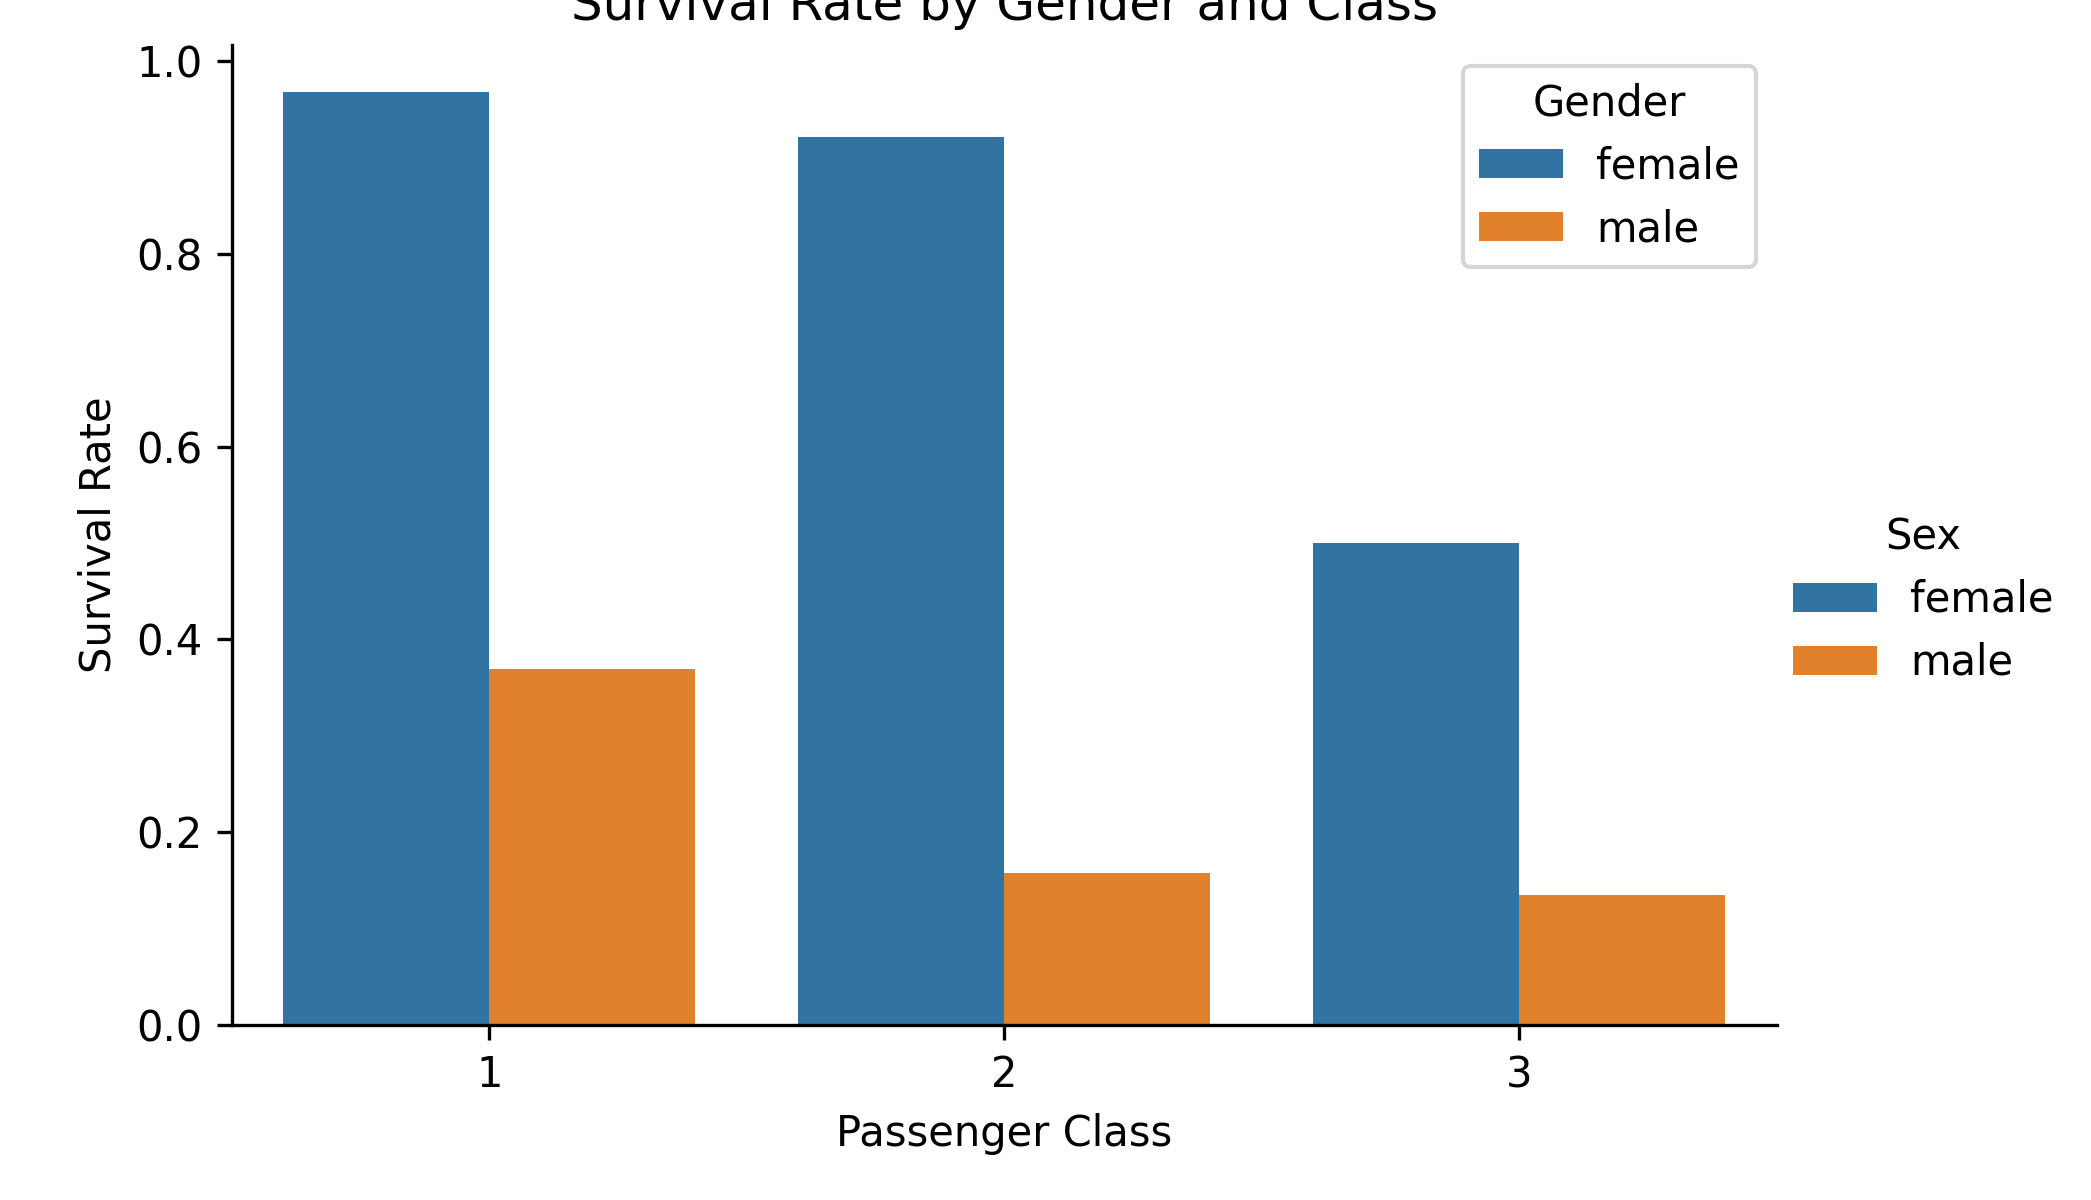 Survival Rate by Gender and Class
1.0
0.8
0.6
0.4
0.2
0.0
Survival Rate
1
2
3
Passenger Class
Gender
female
male
Sex
female
male